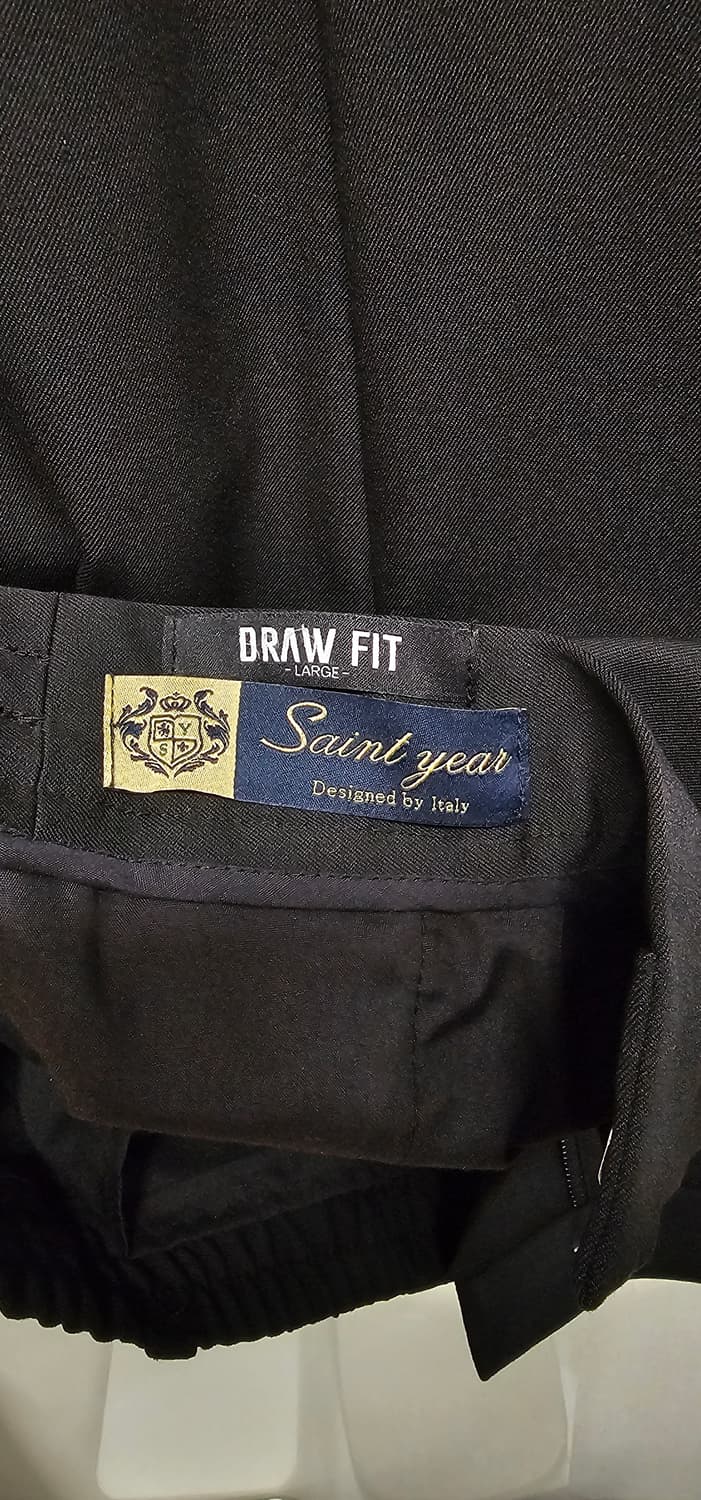 DRAW FIT
-LARGE-
Y
S
Saint year
Designed by Italy